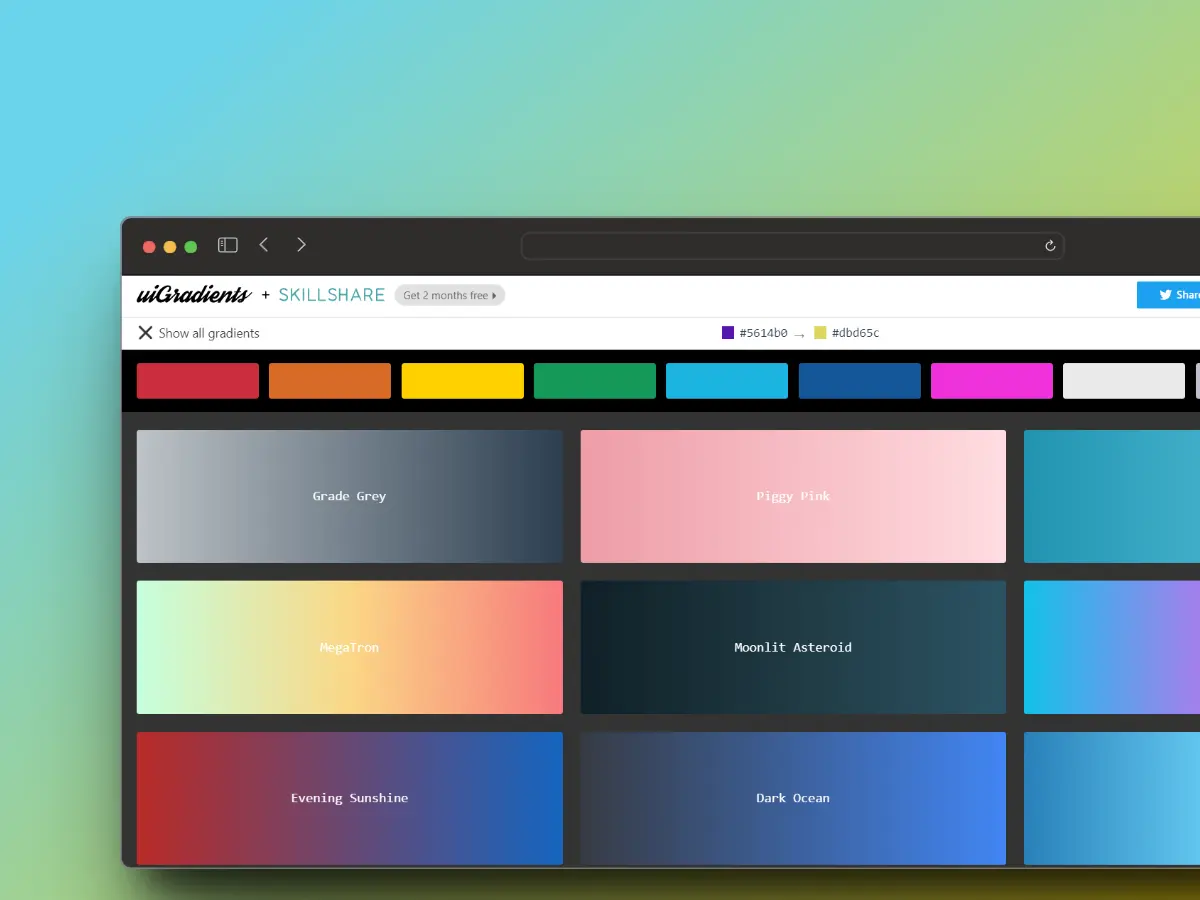 uiGradients + SKILLSHARE Get 2 months free
Share
Show all gradients
#5614b0 → #dbd65c
Grade Grey
Piggy Pink
MegaTron
Moonlit Asteroid
Evening Sunshine
Dark Ocean